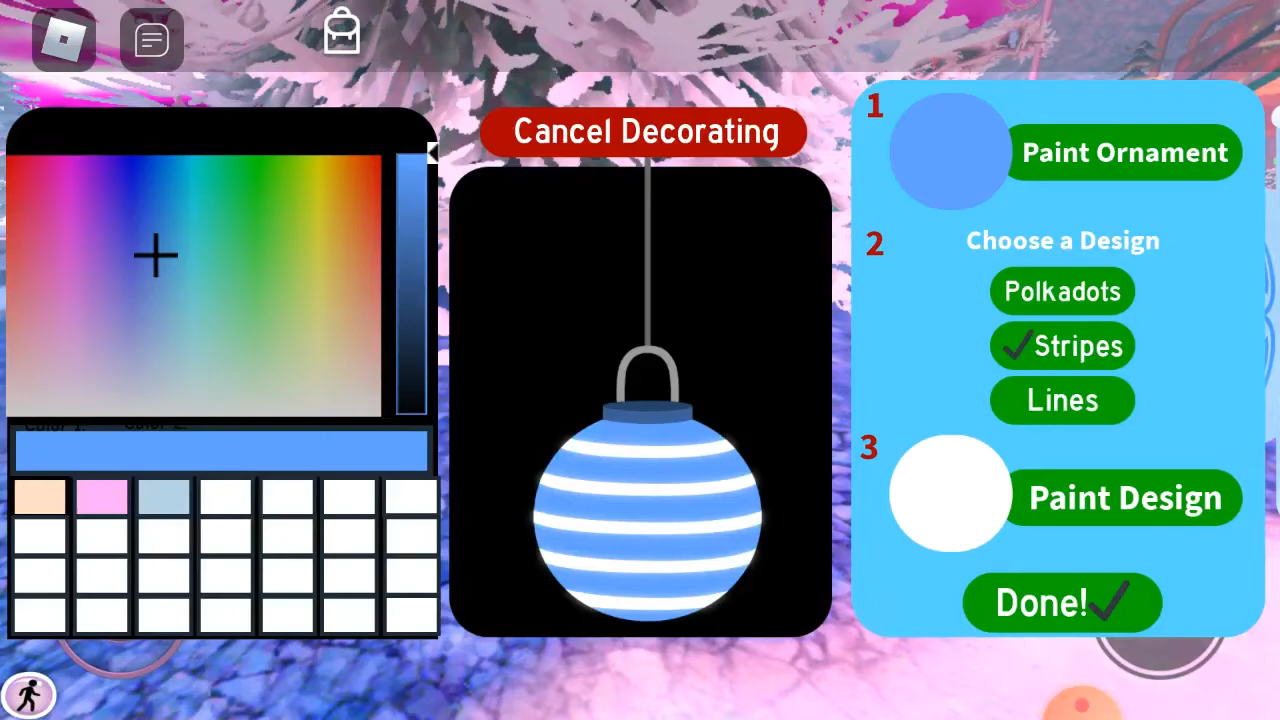 Cancel Decorating
1
Paint Ornament
2
Choose a Design
Polkadots
Stripes
Lines
3
Paint Design
Done!